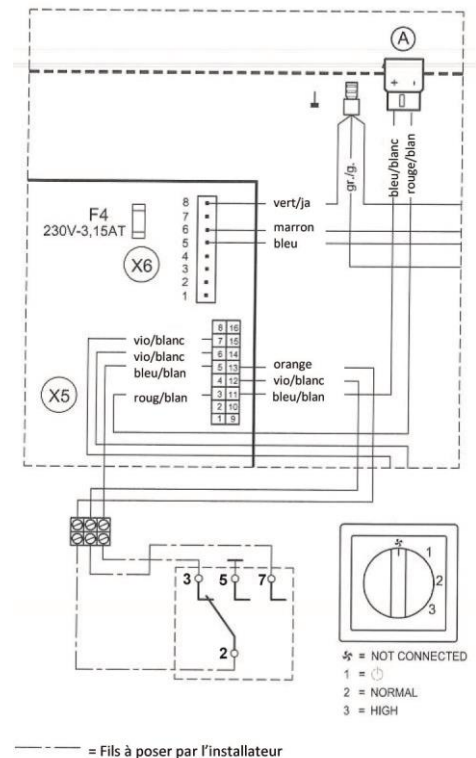 A
+ -
bleu/blanc
rouge/blan
gr./g.
F4
230V-3,15AT
X6
8
7
6
5
4
3
2
1
vert/ja
marron
bleu
X5
vio/blanc
vio/blanc
bleu/blan
roug/blan
8 16
7 15
6 14
5 13
4 12
3 11
2 10
1 9
orange
vio/blanc
bleu/blan
3 5 7
2
1
2
3
= NOT CONNECTED
1 =
2 = NORMAL
3 = HIGH
= Fils à poser par l'installateur